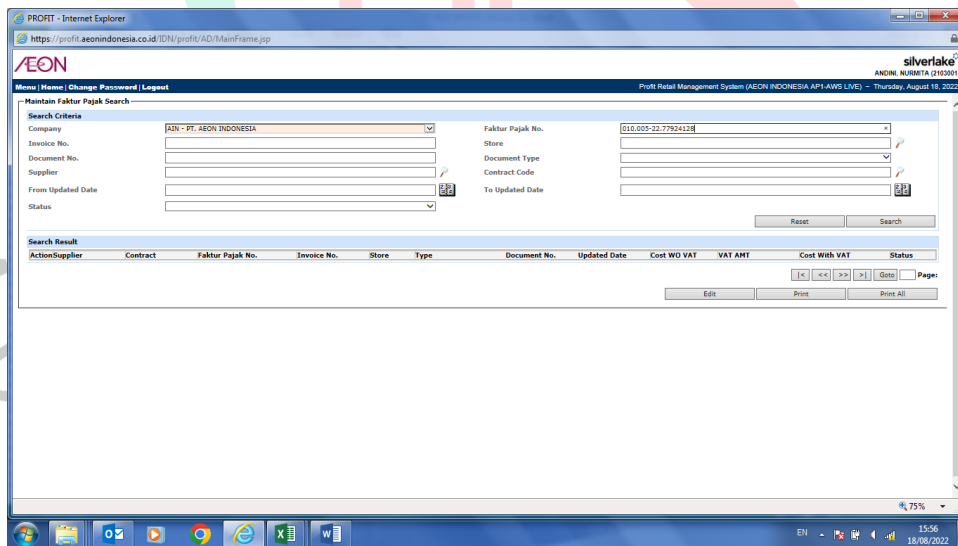 PROFIT - Internet Explorer
https://profit.aeonindonesia.co.id/IDN/profit/AD/MainFrame.jsp
ÆON
silverlake
ANDINI, NURMITA (2103001
Menu | Home | Change Password | Logout
Profit Retail Management System (AEON INDONESIA AP1-AWS LIVE) – Thursday, August 18, 2022
Maintain Faktur Pajak Search
Search Criteria
Company AIN - PT. AEON INDONESIA Faktur Pajak No. 010.005-22.77924128 ×
Invoice No. Store
Document No. Document Type
Supplier Contract Code
From Updated Date To Updated Date
Status
Reset Search
Search Result
ActionSupplier Contract Faktur Pajak No. Invoice No. Store Type Document No. Updated Date Cost WO VAT VAT AMT Cost With VAT Status
|< << >> >| Goto Page:
Edit Print Print All
75%
EN 15:56
18/08/2022